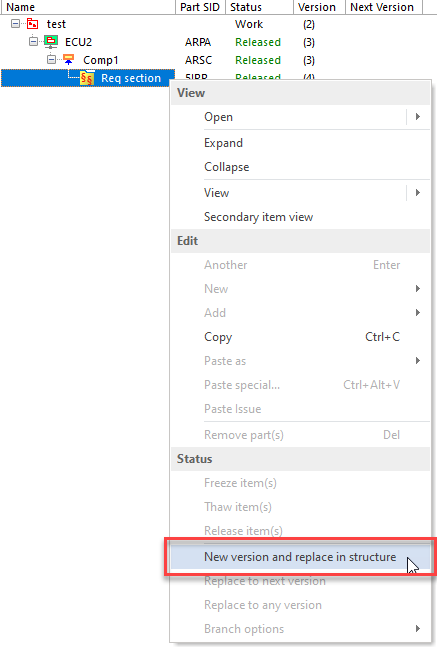 Name Part SID Status Version Next Version
test Work (2)
ECU2 ARPA Released (3)
Comp1 ARSC Released (3)
Req section Released (4)
View
Open
Expand
Collapse
View
Secondary item view
Edit
Another Enter
New
Add
Copy Ctrl+C
Paste as
Paste special... Ctrl+Alt+V
Paste Issue
Remove part(s) Del
Status
Freeze item(s)
Thaw item(s)
Release item(s)
New version and replace in structure
Replace to next version
Replace to any version
Branch options